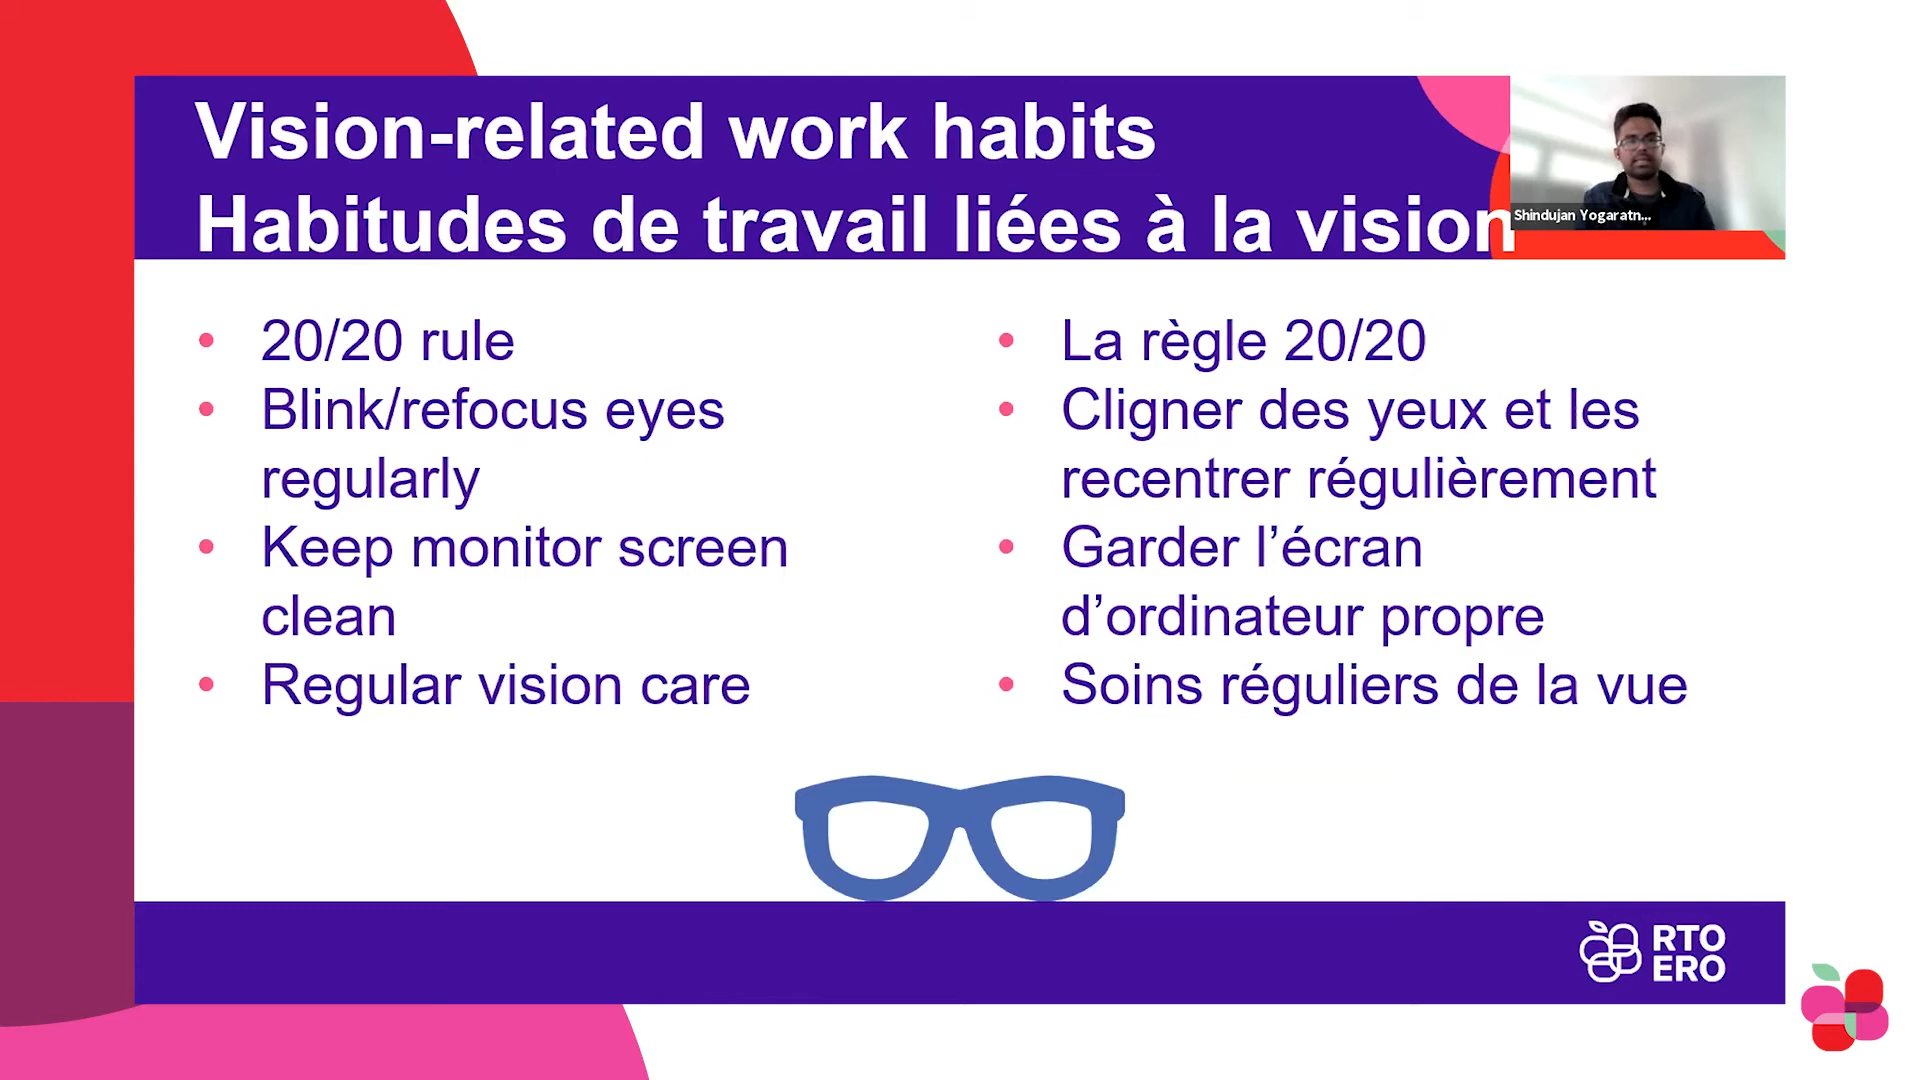 Vision-related work habits
Habitudes de travail liées à la vision
Shindujan Yogaratn...
• 20/20 rule
• Blink/refocus eyes
regularly
• Keep monitor screen
clean
• Regular vision care
• La règle 20/20
• Cligner des yeux et les
recentrer régulièrement
• Garder l’écran
d’ordinateur propre
• Soins réguliers de la vue
RTO
ERO